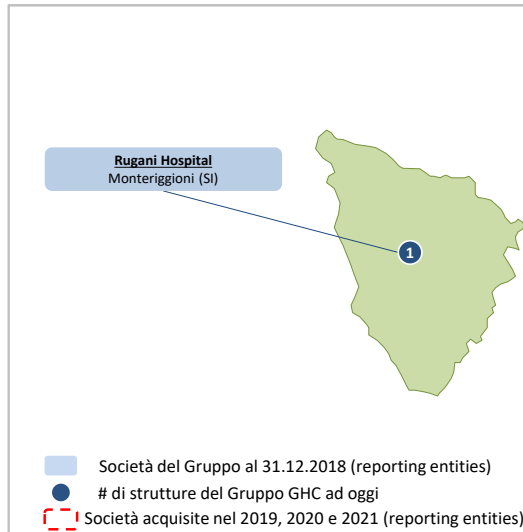 Rugani Hospital
Monteriggioni (SI)
1
Società del Gruppo al 31.12.2018 (reporting entities)
# di strutture del Gruppo GHC ad oggi
Società acquisite nel 2019, 2020 e 2021 (reporting entities)